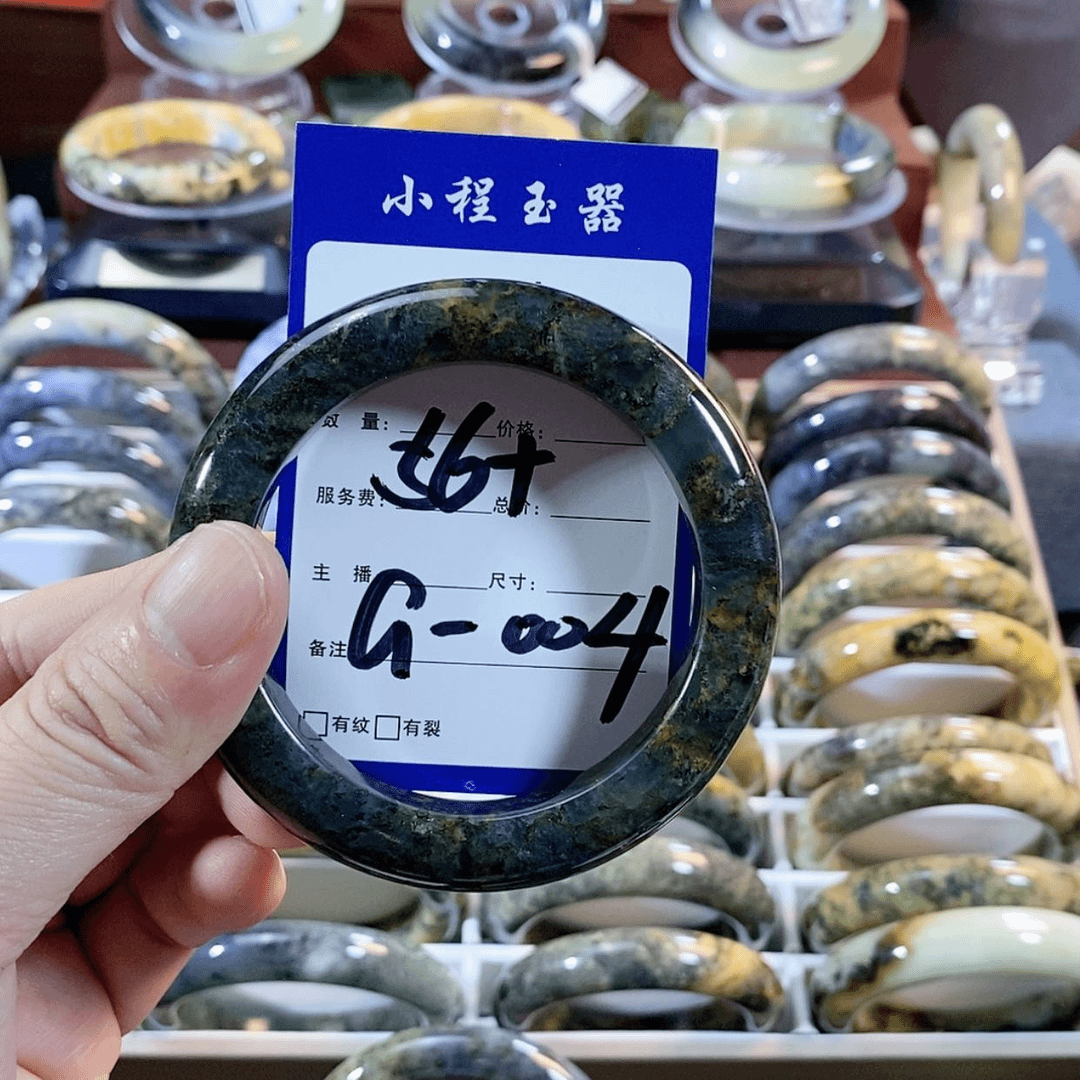 小程玉器
数 量: 价格:
56+
服务费: 总价:
主 播 尺寸:
G-004
备注
□有纹□有裂